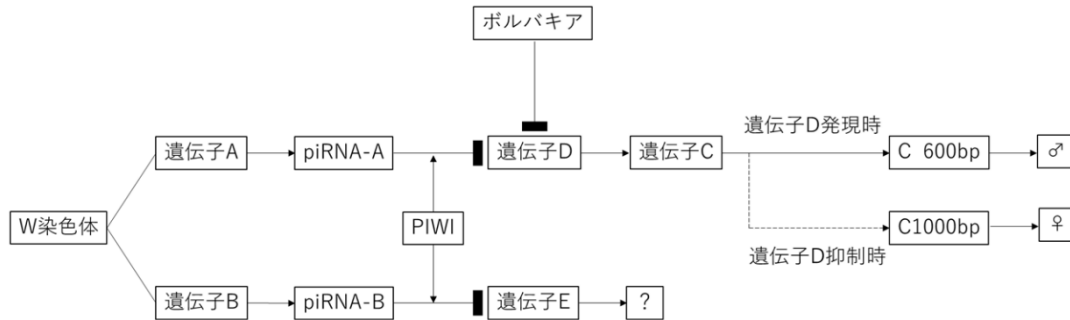 ボルバキア
遺伝子D発現時
遺伝子A
piRNA-A
遺伝子D
遺伝子C
C 600bp
♂
W染色体
PIWI
C1000bp
♀
遺伝子D抑制時
遺伝子B
piRNA-B
遺伝子E
?